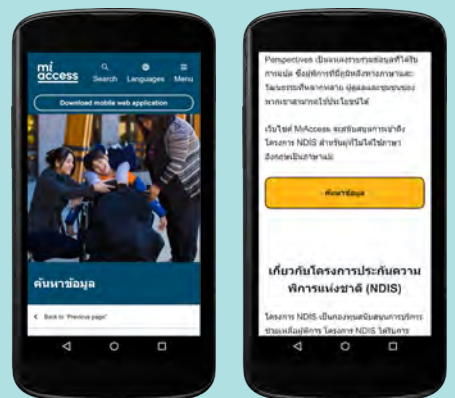 mi
access
Search
Languages
Menu
Download mobile web application
ค้นหาข้อมูล
Back to "Previous page"
Perspectives เป็นแหล่งรวบรวมข้อมูลที่ได้รับ
การแปล ซึ่งผู้พิการที่มีภูมิหลังทางภาษาและ
วัฒนธรรมที่หลากหลาย ผู้ดูแลและชุมชนของ
พวกเขาสามารถใช้ประโยชน์ได้
เว็บไซต์ MiAccess จะสนับสนุนการเข้าถึง
โครงการ NDIS สำหรับผู้ที่ไม่ได้ใช้ภาษา
อังกฤษเป็นภาษาแม่
ค้นหาข้อมูล
เกี่ยวกับโครงการประกันความ
พิการแห่งชาติ (NDIS)
โครงการ NDIS เป็นกองทุนสนับสนุนการบริการ
ช่วยเหลือผู้พิการ โครงการ NDIS ได้รับการ